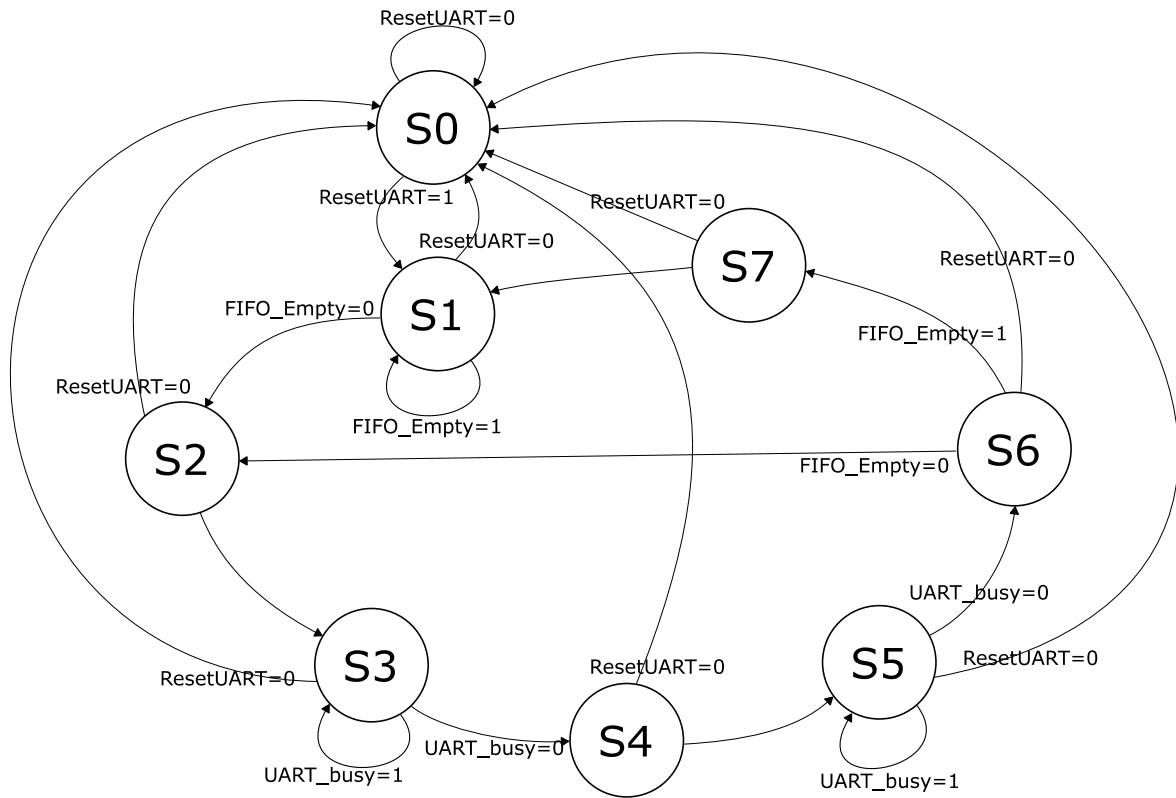 ResetUART=0
S0
ResetUART=1
ResetUART=0
ResetUART=0
S7
ResetUART=0
S1
FIFO_Empty=0
FIFO_Empty=1
ResetUART=0
FIFO_Empty=1
S2
S6
FIFO_Empty=0
UART_busy=0
S3
ResetUART=0
ResetUART=0
S5
ResetUART=0
UART_busy=0
S4
UART_busy=1
UART_busy=1